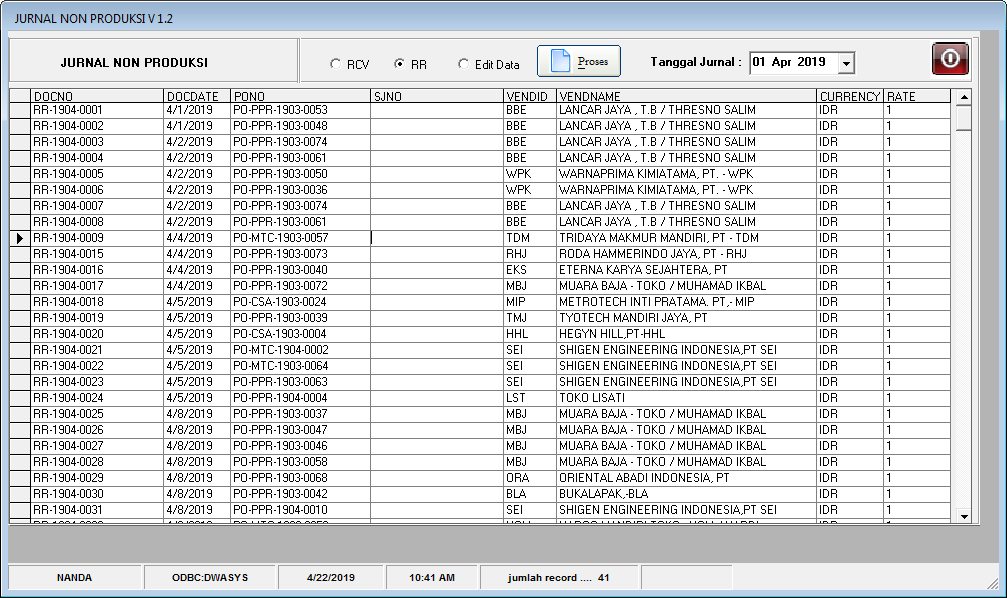 JURNAL NON PRODUKSI V 1.2
JURNAL NON PRODUKSI RCV RR Edit Data Proses Tanggal Jurnal : 01 Apr 2019
DOCNO DOCDATE PONO SJNO VENDID VENDNAME CURRENCY RATE
RR-1904-0001 4/1/2019 PO-PPR-1903-0053 BBE LANCAR JAYA , T.B / THRESNO SALIM IDR 1
RR-1904-0002 4/1/2019 PO-PPR-1903-0048 BBE LANCAR JAYA , T.B / THRESNO SALIM IDR 1
RR-1904-0003 4/2/2019 PO-PPR-1903-0074 BBE LANCAR JAYA , T.B / THRESNO SALIM IDR 1
RR-1904-0004 4/2/2019 PO-PPR-1903-0061 BBE LANCAR JAYA , T.B / THRESNO SALIM IDR 1
RR-1904-0005 4/2/2019 PO-PPR-1903-0050 WPK WARNAPRIMA KIMIATAMA, PT. - WPK IDR 1
RR-1904-0006 4/2/2019 PO-PPR-1903-0036 WPK WARNAPRIMA KIMIATAMA, PT. - WPK IDR 1
RR-1904-0007 4/2/2019 PO-PPR-1903-0074 BBE LANCAR JAYA , T.B / THRESNO SALIM IDR 1
RR-1904-0008 4/2/2019 PO-PPR-1903-0061 BBE LANCAR JAYA , T.B / THRESNO SALIM IDR 1
RR-1904-0009 4/4/2019 PO-MTC-1903-0057 TDM TRIDAYA MAKMUR MANDIRI, PT - TDM IDR 1
RR-1904-0015 4/4/2019 PO-PPR-1903-0073 RHJ RODA HAMMERINDO JAYA, PT - RHJ IDR 1
RR-1904-0016 4/4/2019 PO-PPR-1903-0040 EKS ETERNA KARYA SEJAHTERA, PT IDR 1
RR-1904-0017 4/4/2019 PO-PPR-1903-0072 MBJ MUARA BAJA - TOKO / MUHAMAD IKBAL IDR 1
RR-1904-0018 4/5/2019 PO-CSA-1903-0024 MIP METROTECH INTI PRATAMA. PT,- MIP IDR 1
RR-1904-0019 4/5/2019 PO-PPR-1903-0039 TMJ TYOTECH MANDIRI JAYA, PT IDR 1
RR-1904-0020 4/5/2019 PO-CSA-1903-0004 HHL HEGYN HILL,PT-HHL IDR 1
RR-1904-0021 4/5/2019 PO-MTC-1904-0002 SEI SHIGEN ENGINEERING INDONESIA,PT SEI IDR 1
RR-1904-0022 4/5/2019 PO-MTC-1903-0064 SEI SHIGEN ENGINEERING INDONESIA,PT SEI IDR 1
RR-1904-0023 4/5/2019 PO-PPR-1903-0063 SEI SHIGEN ENGINEERING INDONESIA,PT SEI IDR 1
RR-1904-0024 4/5/2019 PO-PPR-1904-0004 LST TOKO LISATI IDR 1
RR-1904-0025 4/8/2019 PO-PPR-1903-0037 MBJ MUARA BAJA - TOKO / MUHAMAD IKBAL IDR 1
RR-1904-0026 4/8/2019 PO-PPR-1903-0047 MBJ MUARA BAJA - TOKO / MUHAMAD IKBAL IDR 1
RR-1904-0027 4/8/2019 PO-PPR-1903-0046 MBJ MUARA BAJA - TOKO / MUHAMAD IKBAL IDR 1
RR-1904-0028 4/8/2019 PO-PPR-1903-0058 MBJ MUARA BAJA - TOKO / MUHAMAD IKBAL IDR 1
RR-1904-0029 4/8/2019 PO-PPR-1903-0068 ORA ORIENTAL ABADI INDONESIA, PT IDR 1
RR-1904-0030 4/8/2019 PO-PPR-1903-0042 BLA BUKALAPAK,-BLA IDR 1
RR-1904-0031 4/8/2019 PO-PPR-1904-0010 SEI SHIGEN ENGINEERING INDONESIA,PT SEI IDR 1
NANDA ODBC:DWASYS 4/22/2019 10:41 AM jumlah record .... 41